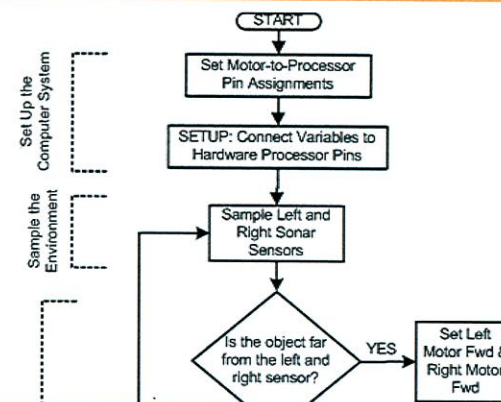 START
Set Up the
Computer System
Set Motor-to-Processor
Pin Assignments
SETUP: Connect Variables to
Hardware Processor Pins
Sample the
Environment
Sample Left and
Right Sonar
Sensors
Is the object far
from the left and
right sensor?
YES
Set Left
Motor Fwd &
Right Motor
Fwd